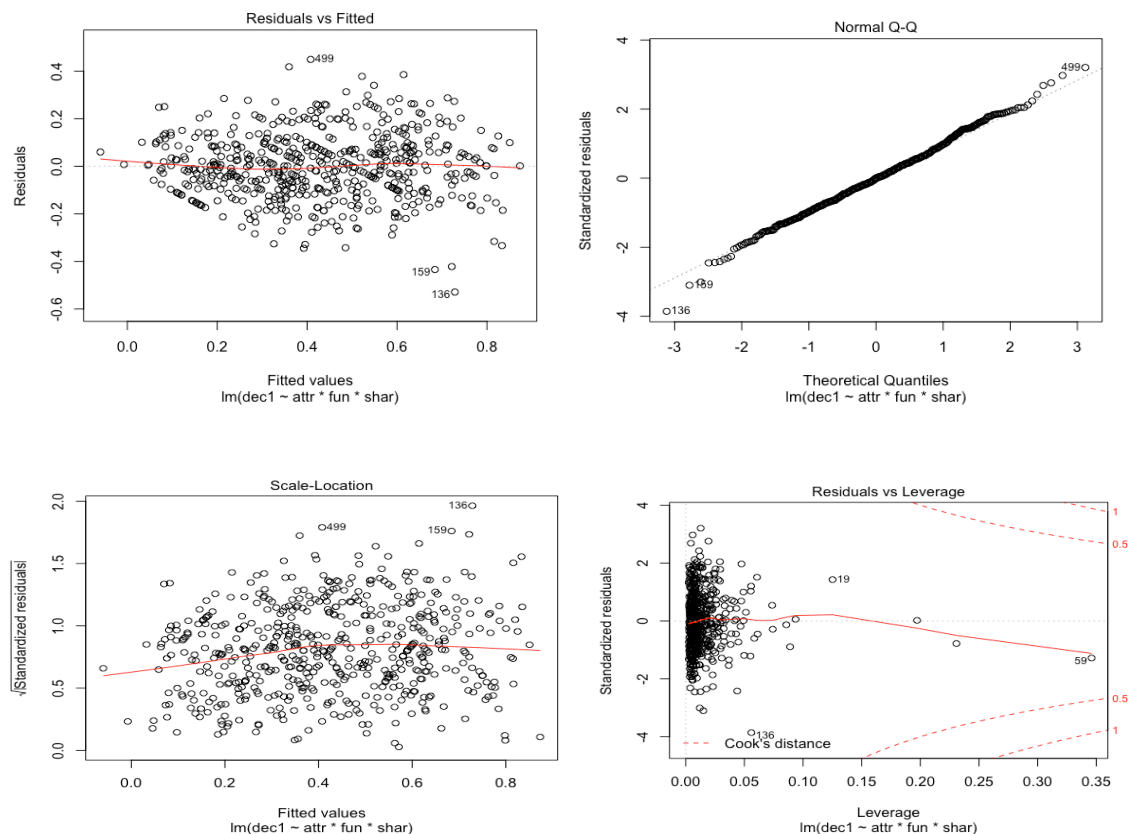 Residuals vs Fitted
Residuals
0.4
0.2
0.0
-0.2
-0.4
-0.6
499
159
136
0.0 0.2 0.4 0.6 0.8
Fitted values
lm(dec1 ~ attr * fun * shar)
Normal Q-Q
Standardized residuals
4
2
0
-2
-4
499
159
136
-3 -2 -1 0 1 2 3
Theoretical Quantiles
lm(dec1 ~ attr * fun * shar)
Scale-Location
√|Standardized residuals|
2.0
1.5
1.0
0.5
0.0
136
499
159
0.0 0.2 0.4 0.6 0.8
Fitted values
lm(dec1 ~ attr * fun * shar)
Residuals vs Leverage
Standardized residuals
4
2
0
-2
-4
1
0.5
19
59
0.5
1
136
Cook's distance
0.00 0.05 0.10 0.15 0.20 0.25 0.30 0.35
Leverage
lm(dec1 ~ attr * fun * shar)